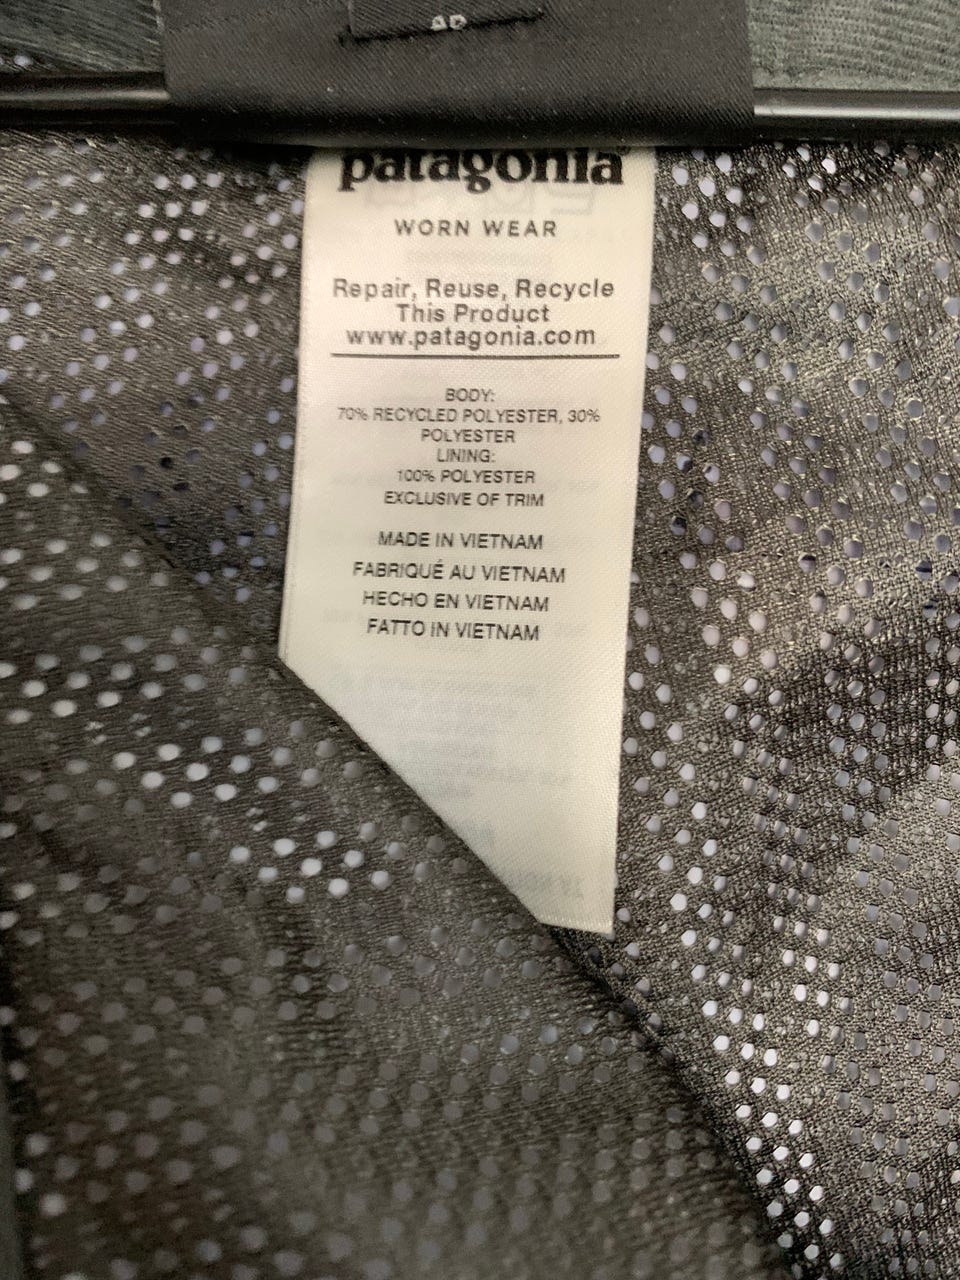 patagonia®
WORN WEAR
Repair, Reuse, Recycle
This Product
www.patagonia.com
BODY:
70% RECYCLED POLYESTER, 30%
POLYESTER
LINING:
100% POLYESTER
EXCLUSIVE OF TRIM
MADE IN VIETNAM
FABRIQUÉ AU VIETNAM
HECHO EN VIETNAM
FATTO IN VIETNAM